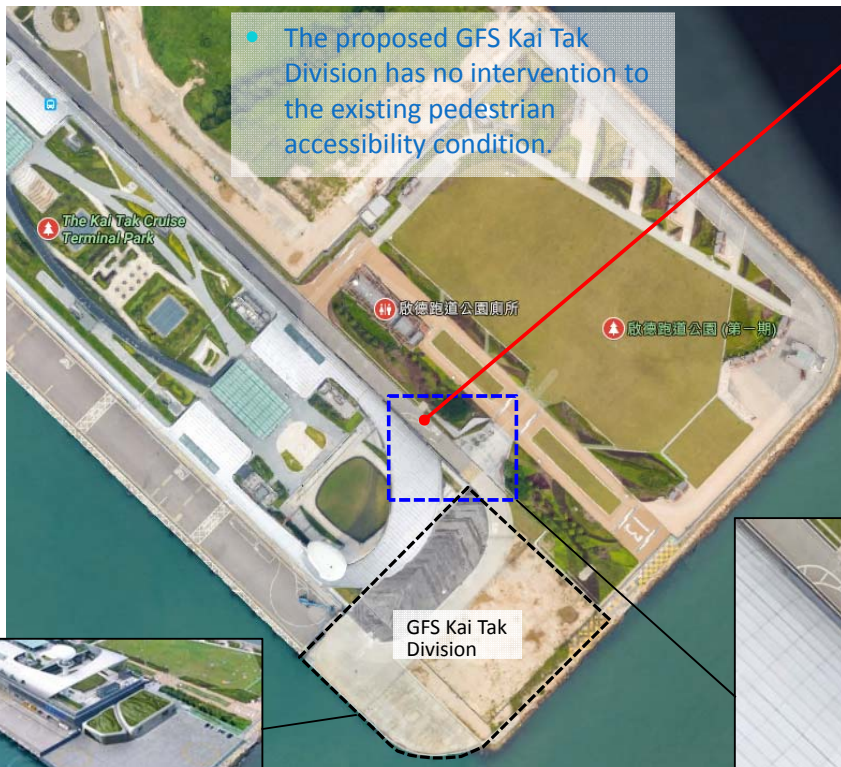 • The proposed GFS Kai Tak
Division has no intervention to
the existing pedestrian
accessibility condition.
The Kai Tak Cruise
Terminal Park
啟德跑道公園廁所
啟德跑道公園 (第一期)
13
GFS Kai Tak
Division